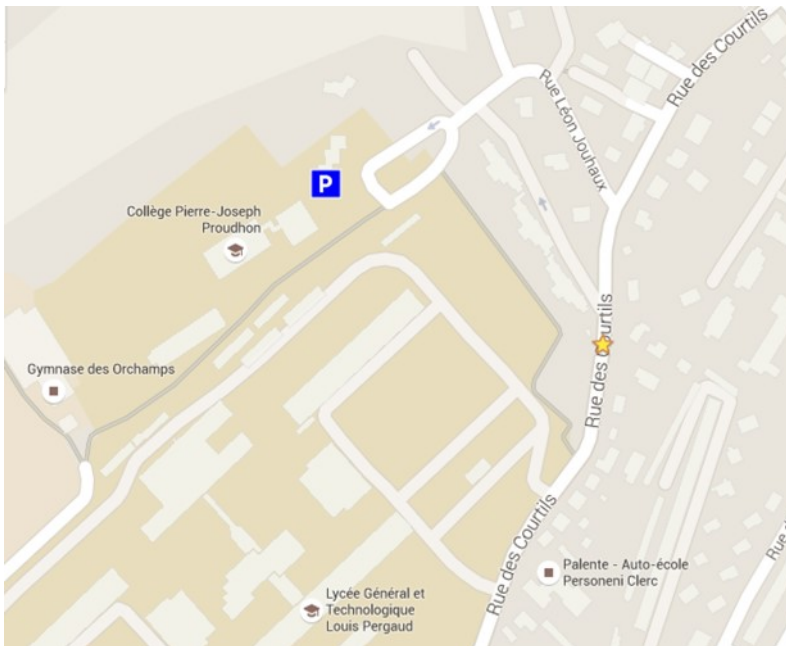 Rue des Courtils
Rue Léon Jouhaux
P
Collège Pierre-Joseph
Proudhon
Rue des Courtils
Gymnase des Orchamps
Rue des Courtils
Palente - Auto-école
Personeni Clerc
Lycée Général et
Technologique
Louis Pergaud
Rue d